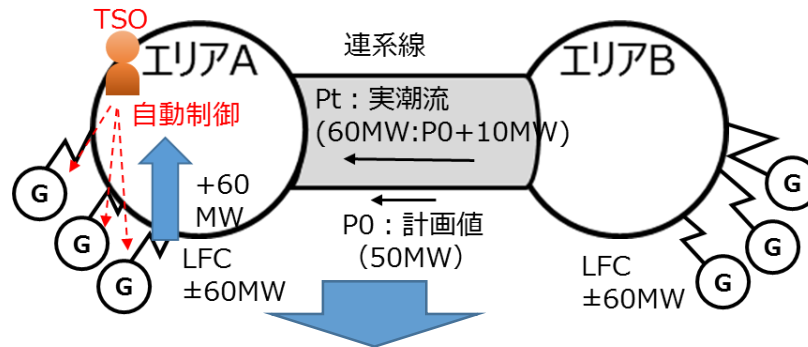 TSO
エリアA
自動制御
+60
MW
LFC
±60MW
G
G
G
連系線
Pt：実潮流
(60MW:P0+10MW)
P0：計画値
（50MW）
エリアB
LFC
±60MW
G
G
G